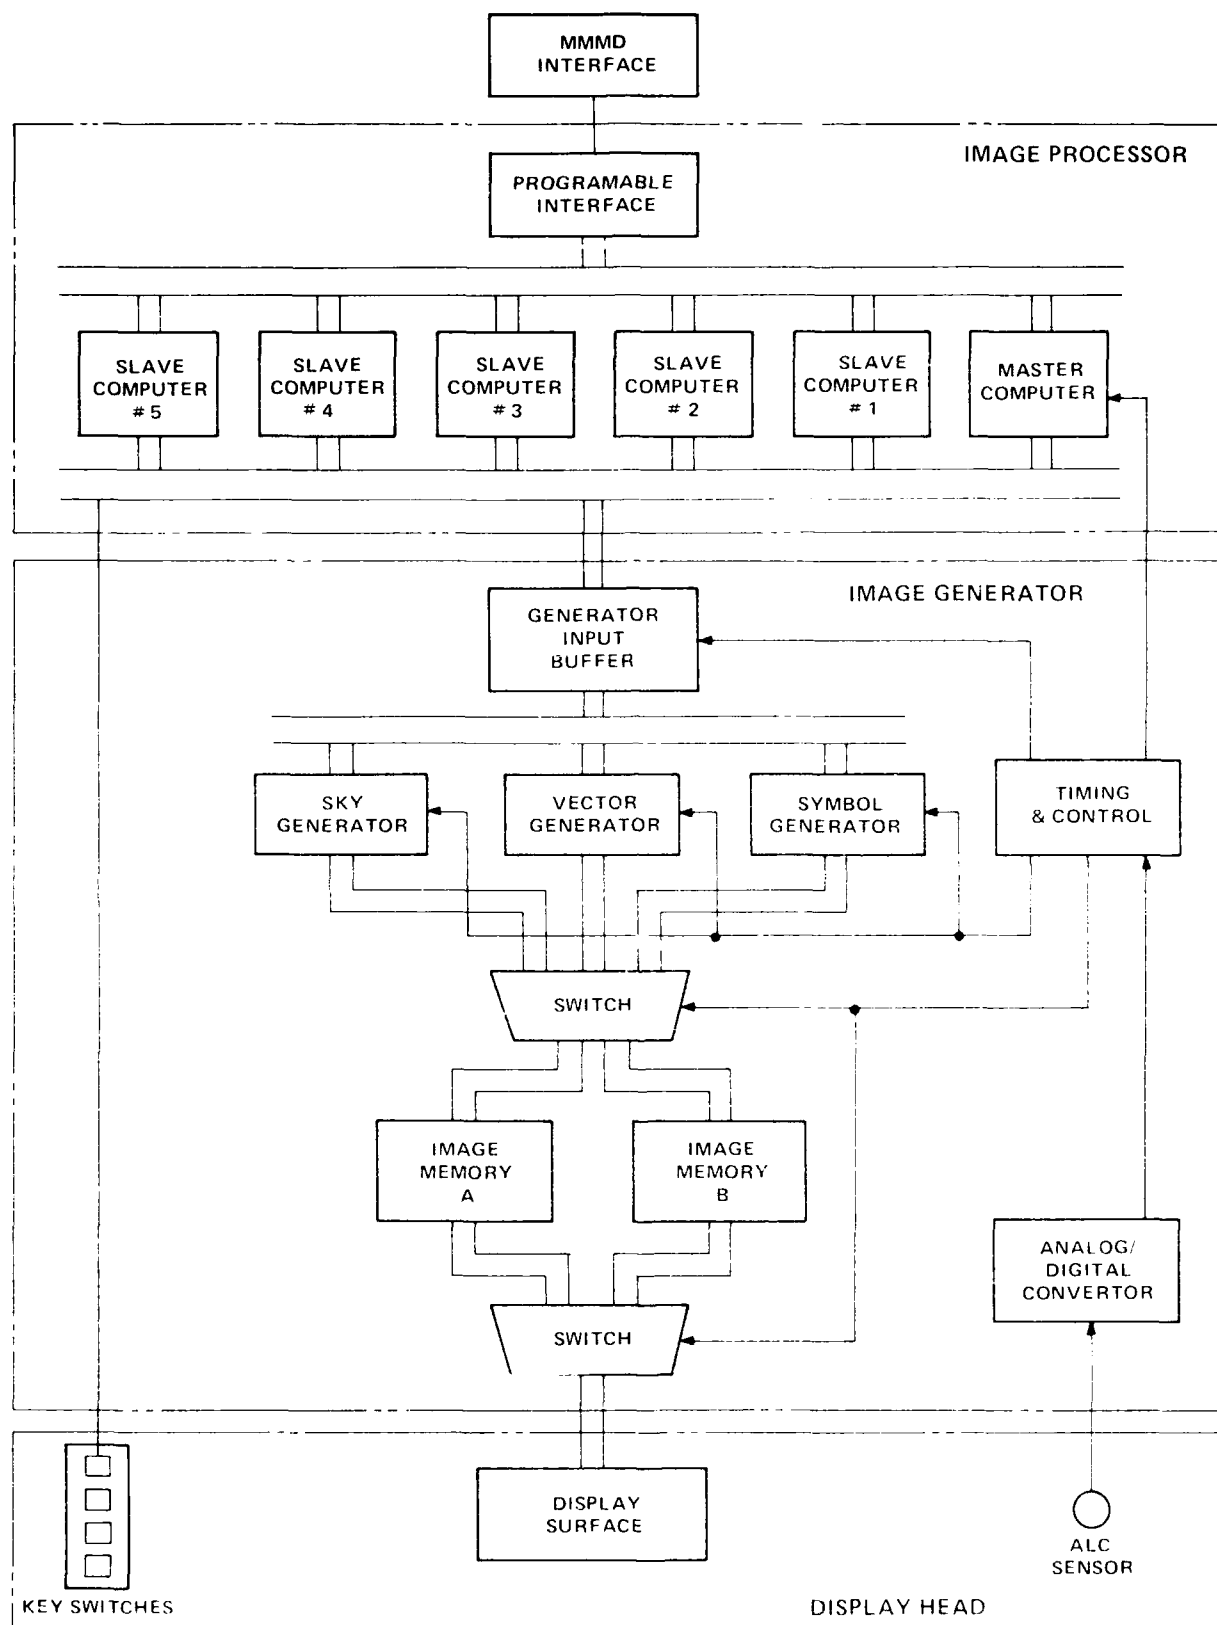 MMMD
INTERFACE
IMAGE PROCESSOR
PROGRAMABLE
INTERFACE
SLAVE
COMPUTER
# 5
SLAVE
COMPUTER
# 4
SLAVE
COMPUTER
# 3
SLAVE
COMPUTER
# 2
SLAVE
COMPUTER
# 1
MASTER
COMPUTER
IMAGE GENERATOR
GENERATOR
INPUT
BUFFER
SKY
GENERATOR
VECTOR
GENERATOR
SYMBOL
GENERATOR
TIMING
& CONTROL
SWITCH
IMAGE
MEMORY
A
IMAGE
MEMORY
B
ANALOG/
DIGITAL
CONVERTOR
SWITCH
DISPLAY
SURFACE
ALC
SENSOR
KEY SWITCHES
DISPLAY HEAD